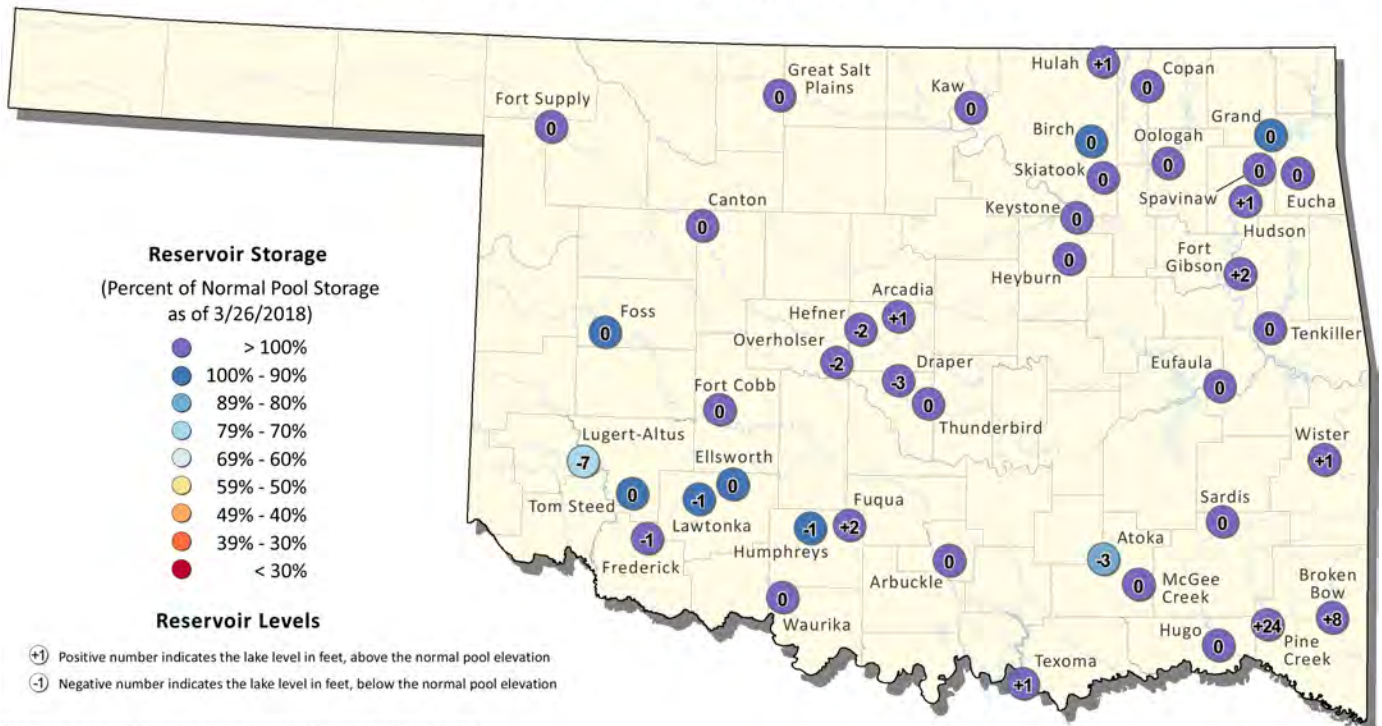 Hulah
+1
Copan
0
Great Salt
Plains
0
Kaw
0
Fort Supply
0
Birch
0
Oologah
0
Grand
0
Skiatook
0
Spavinaw
0
0
Eucha
Canton
0
Keystone
0
+1
Hudson
Heyburn
0
Fort
Gibson
+2
Reservoir Storage
(Percent of Normal Pool Storage
as of 3/26/2018)
> 100%
100% - 90%
89% - 80%
79% - 70%
69% - 60%
59% - 50%
49% - 40%
39% - 30%
< 30%
Foss
0
Arcadia
+1
Hefner
-2
Overholser
-2
Draper
-3
0
Thunderbird
0
Tenkiller
Eufaula
0
Fort Cobb
0
Lugert-Altus
-7
Ellsworth
0
Tom Steed
0
-1
Lawtonka
Wister
+1
Fuqua
+2
-1
Humphreys
-1
Frederick
Sardis
0
Atoka
-3
Arbuckle
0
0
McGee
Creek
Broken
Bow
+8
0
Waurika
Hugo
0
+24
Pine
Creek
Texoma
+1
Reservoir Levels
+1 Positive number indicates the lake level in feet, above the normal pool elevation
-1 Negative number indicates the lake level in feet, below the normal pool elevation